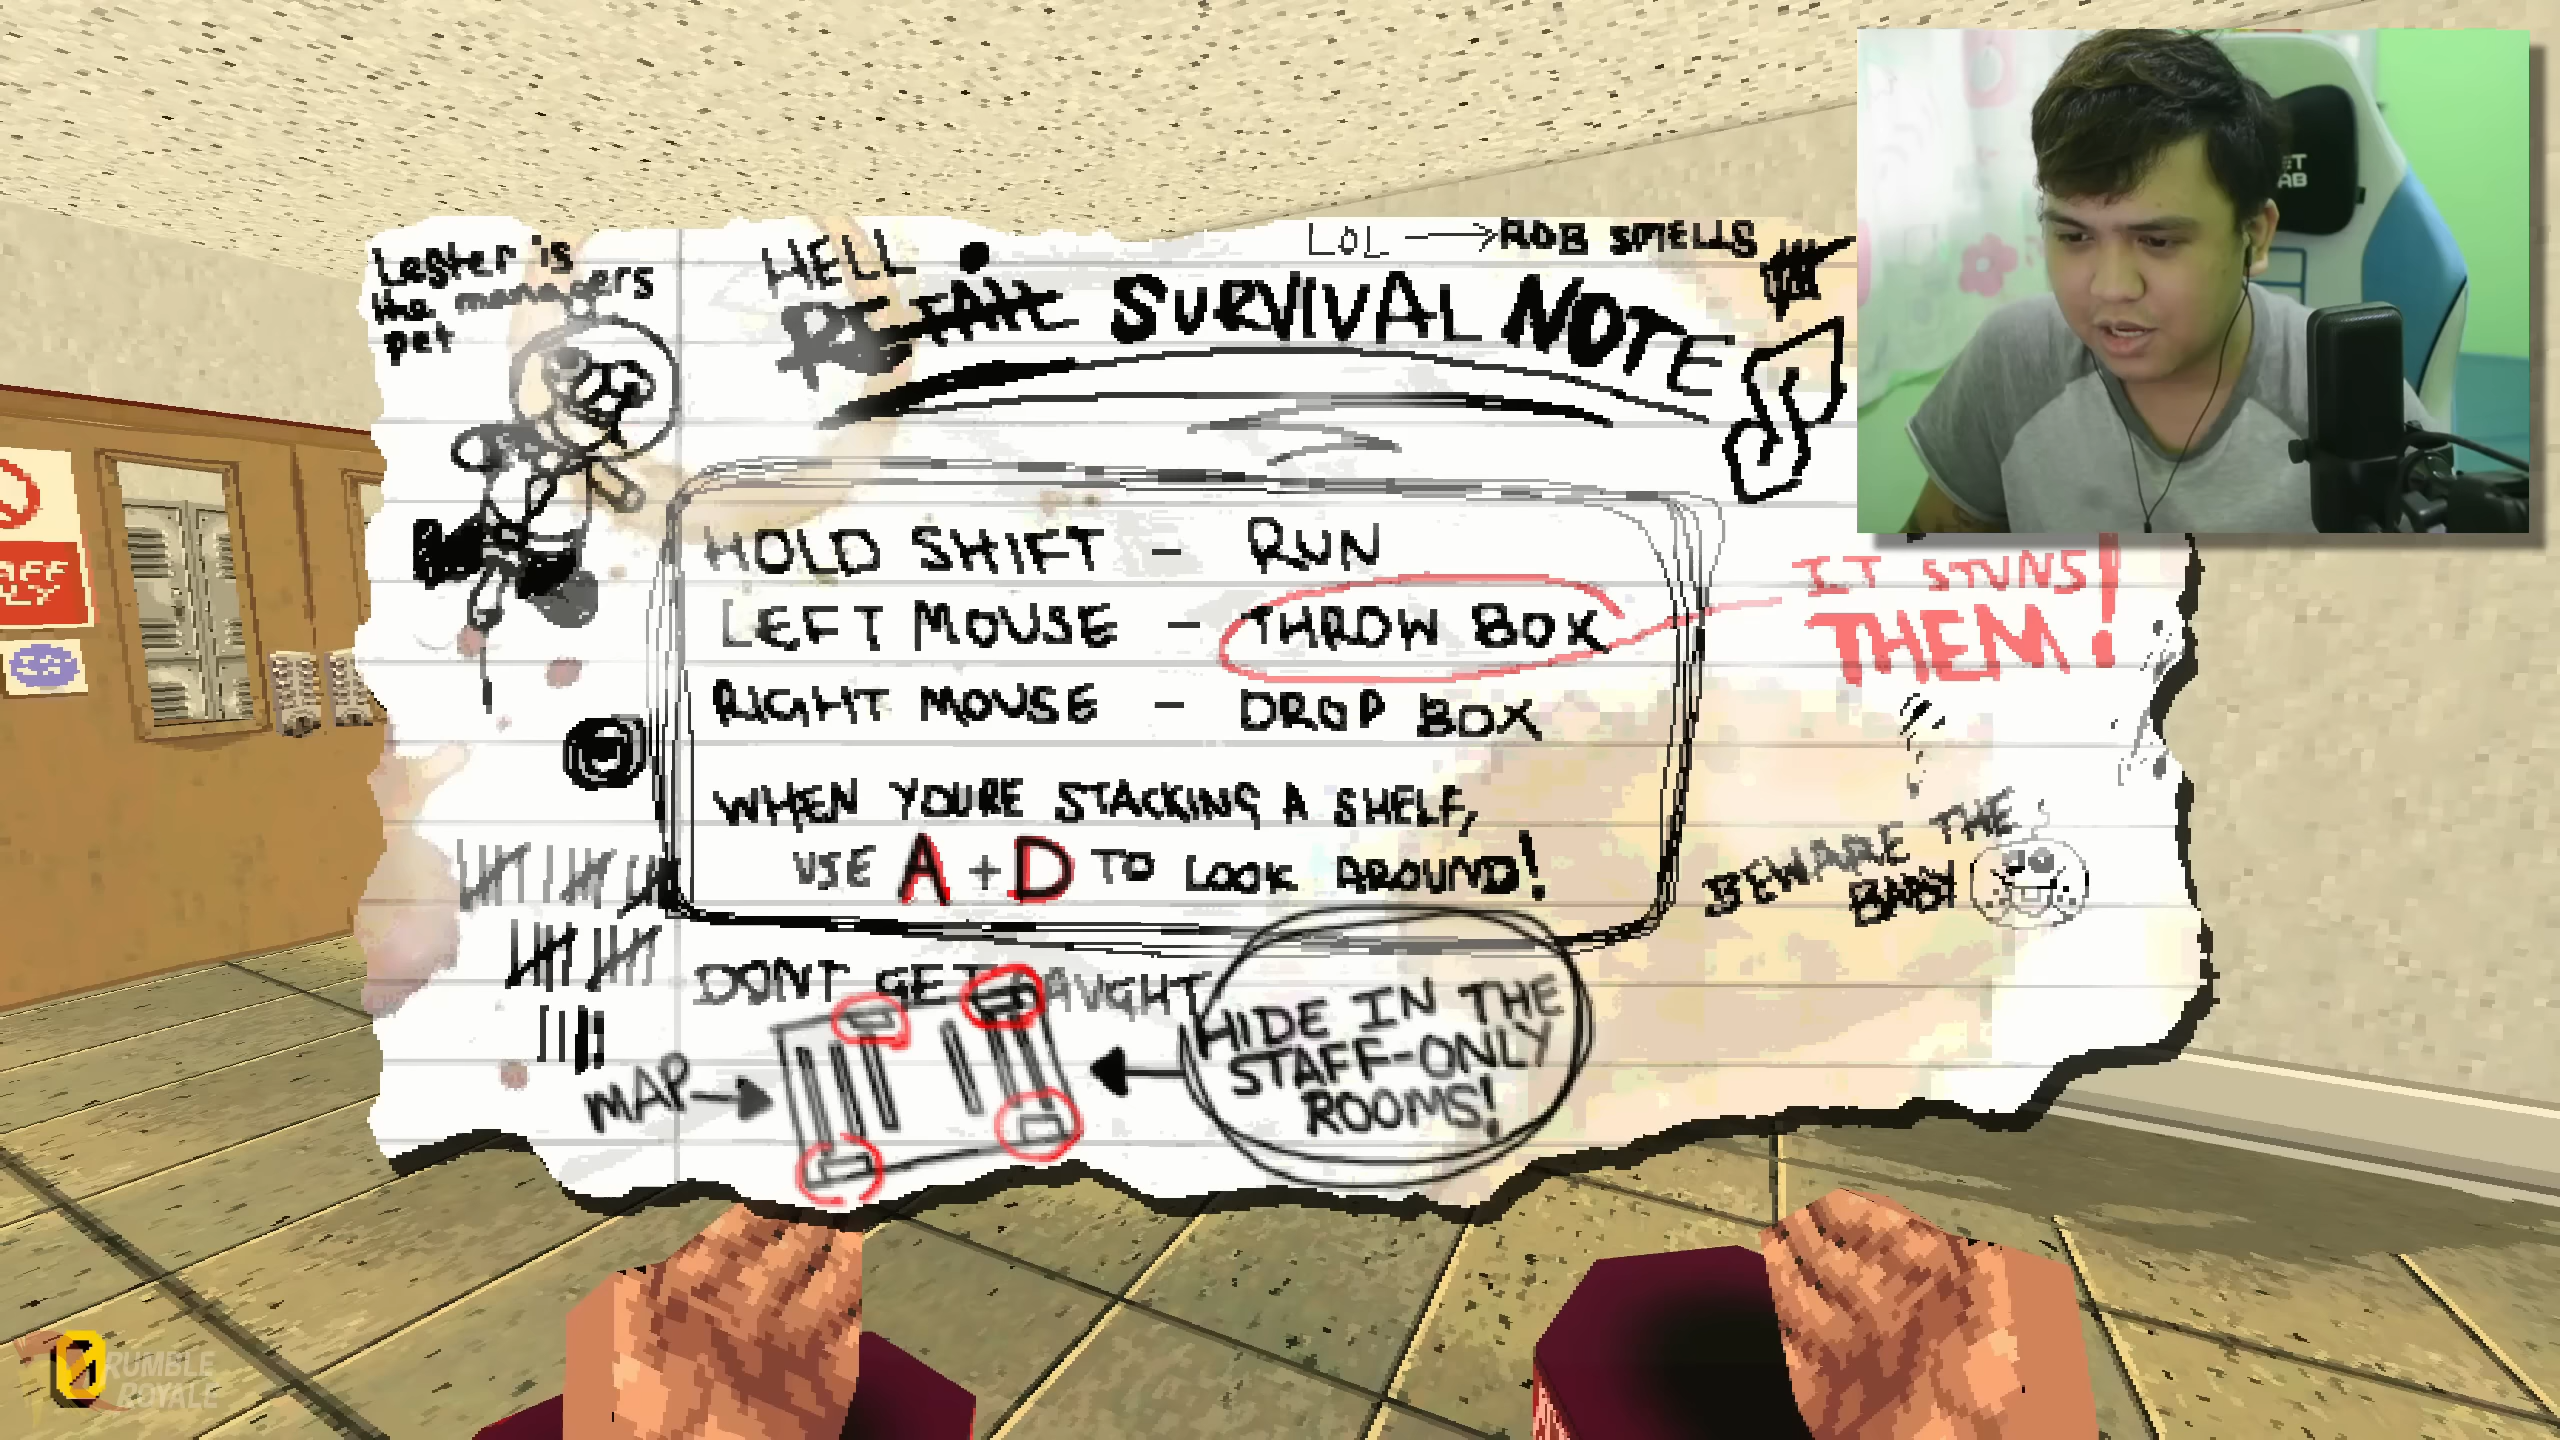 Lester is
the managers
pet
LOL → ROB SMELLS
HELL
RETAIL SURVIVAL NOTE
HOLD SHIFT - RUN
LEFT MOUSE - THROW BOX
RIGHT MOUSE - DROP BOX
IT STUNS
THEM!
WHEN YOURE STACKING A SHELF,
USE A + D TO LOOK AROUND!
BEWARE THE
BABY
DONT GET CAUGHT
HIDE IN THE
STAFF-ONLY
ROOMS!
MAP
RUMBLE
ROYALE